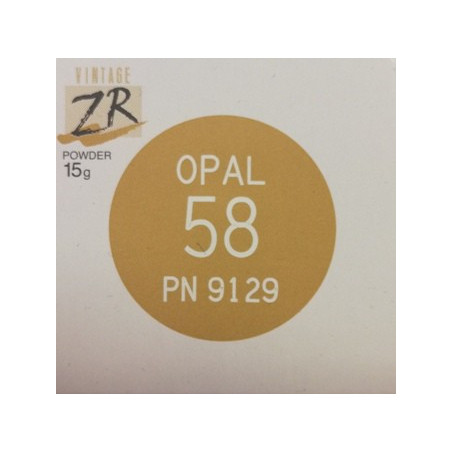 VINTAGE
ZR
POWDER
15g
OPAL
58
PN 9129